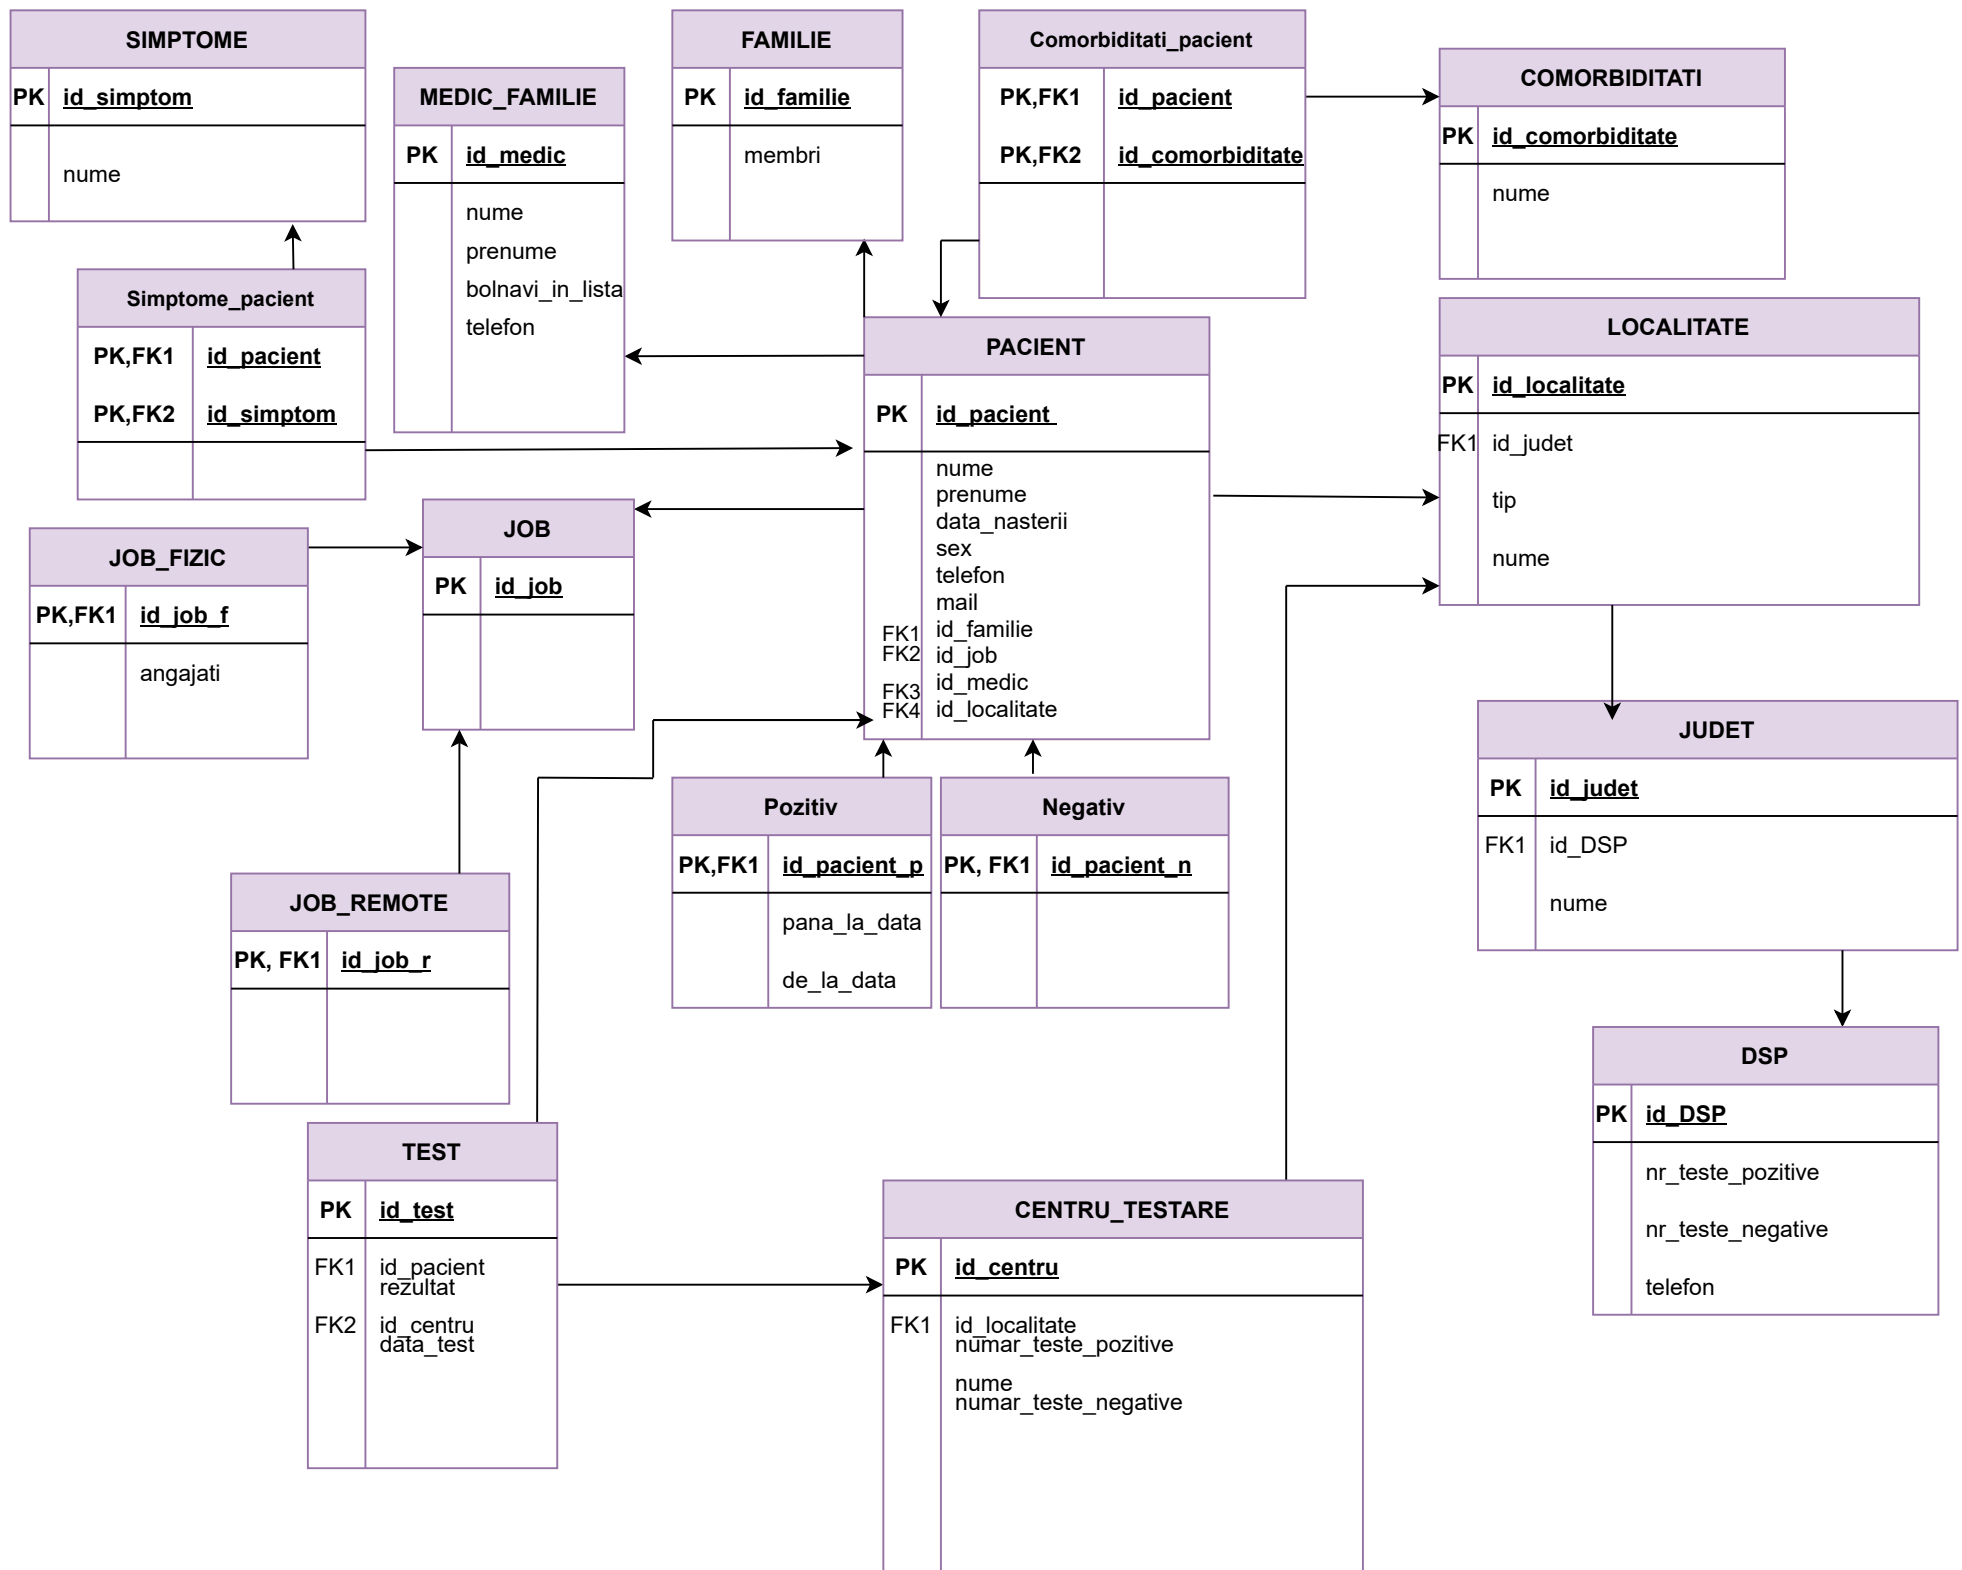 SIMPTOME
PK id_simptom
nume
MEDIC_FAMILIE
PK id_medic
nume
prenume
bolnavi_in_lista
telefon
FAMILIE
PK id_familie
membri
Comorbiditati_pacient
PK,FK1 id_pacient
PK,FK2 id_comorbiditate
COMORBIDITATI
PK id_comorbiditate
nume
Simptome_pacient
PK,FK1 id_pacient
PK,FK2 id_simptom
PACIENT
PK id_pacient
nume
prenume
data_nasterii
sex
telefon
mail
FK1 id_familie
FK2 id_job
FK3 id_medic
FK4 id_localitate
LOCALITATE
PK id_localitate
FK1 id_judet
tip
nume
JOB_FIZIC
PK,FK1 id_job_f
angajati
JOB
PK id_job
JUDET
PK id_judet
FK1 id_DSP
nume
Pozitiv
PK,FK1 id_pacient_p
pana_la_data
de_la_data
Negativ
PK, FK1 id_pacient_n
JOB_REMOTE
PK, FK1 id_job_r
DSP
PK id_DSP
nr_teste_pozitive
nr_teste_negative
telefon
TEST
PK id_test
FK1 id_pacient
rezultat
FK2 id_centru
data_test
CENTRU_TESTARE
PK id_centru
FK1 id_localitate
numar_teste_pozitive
nume
numar_teste_negative